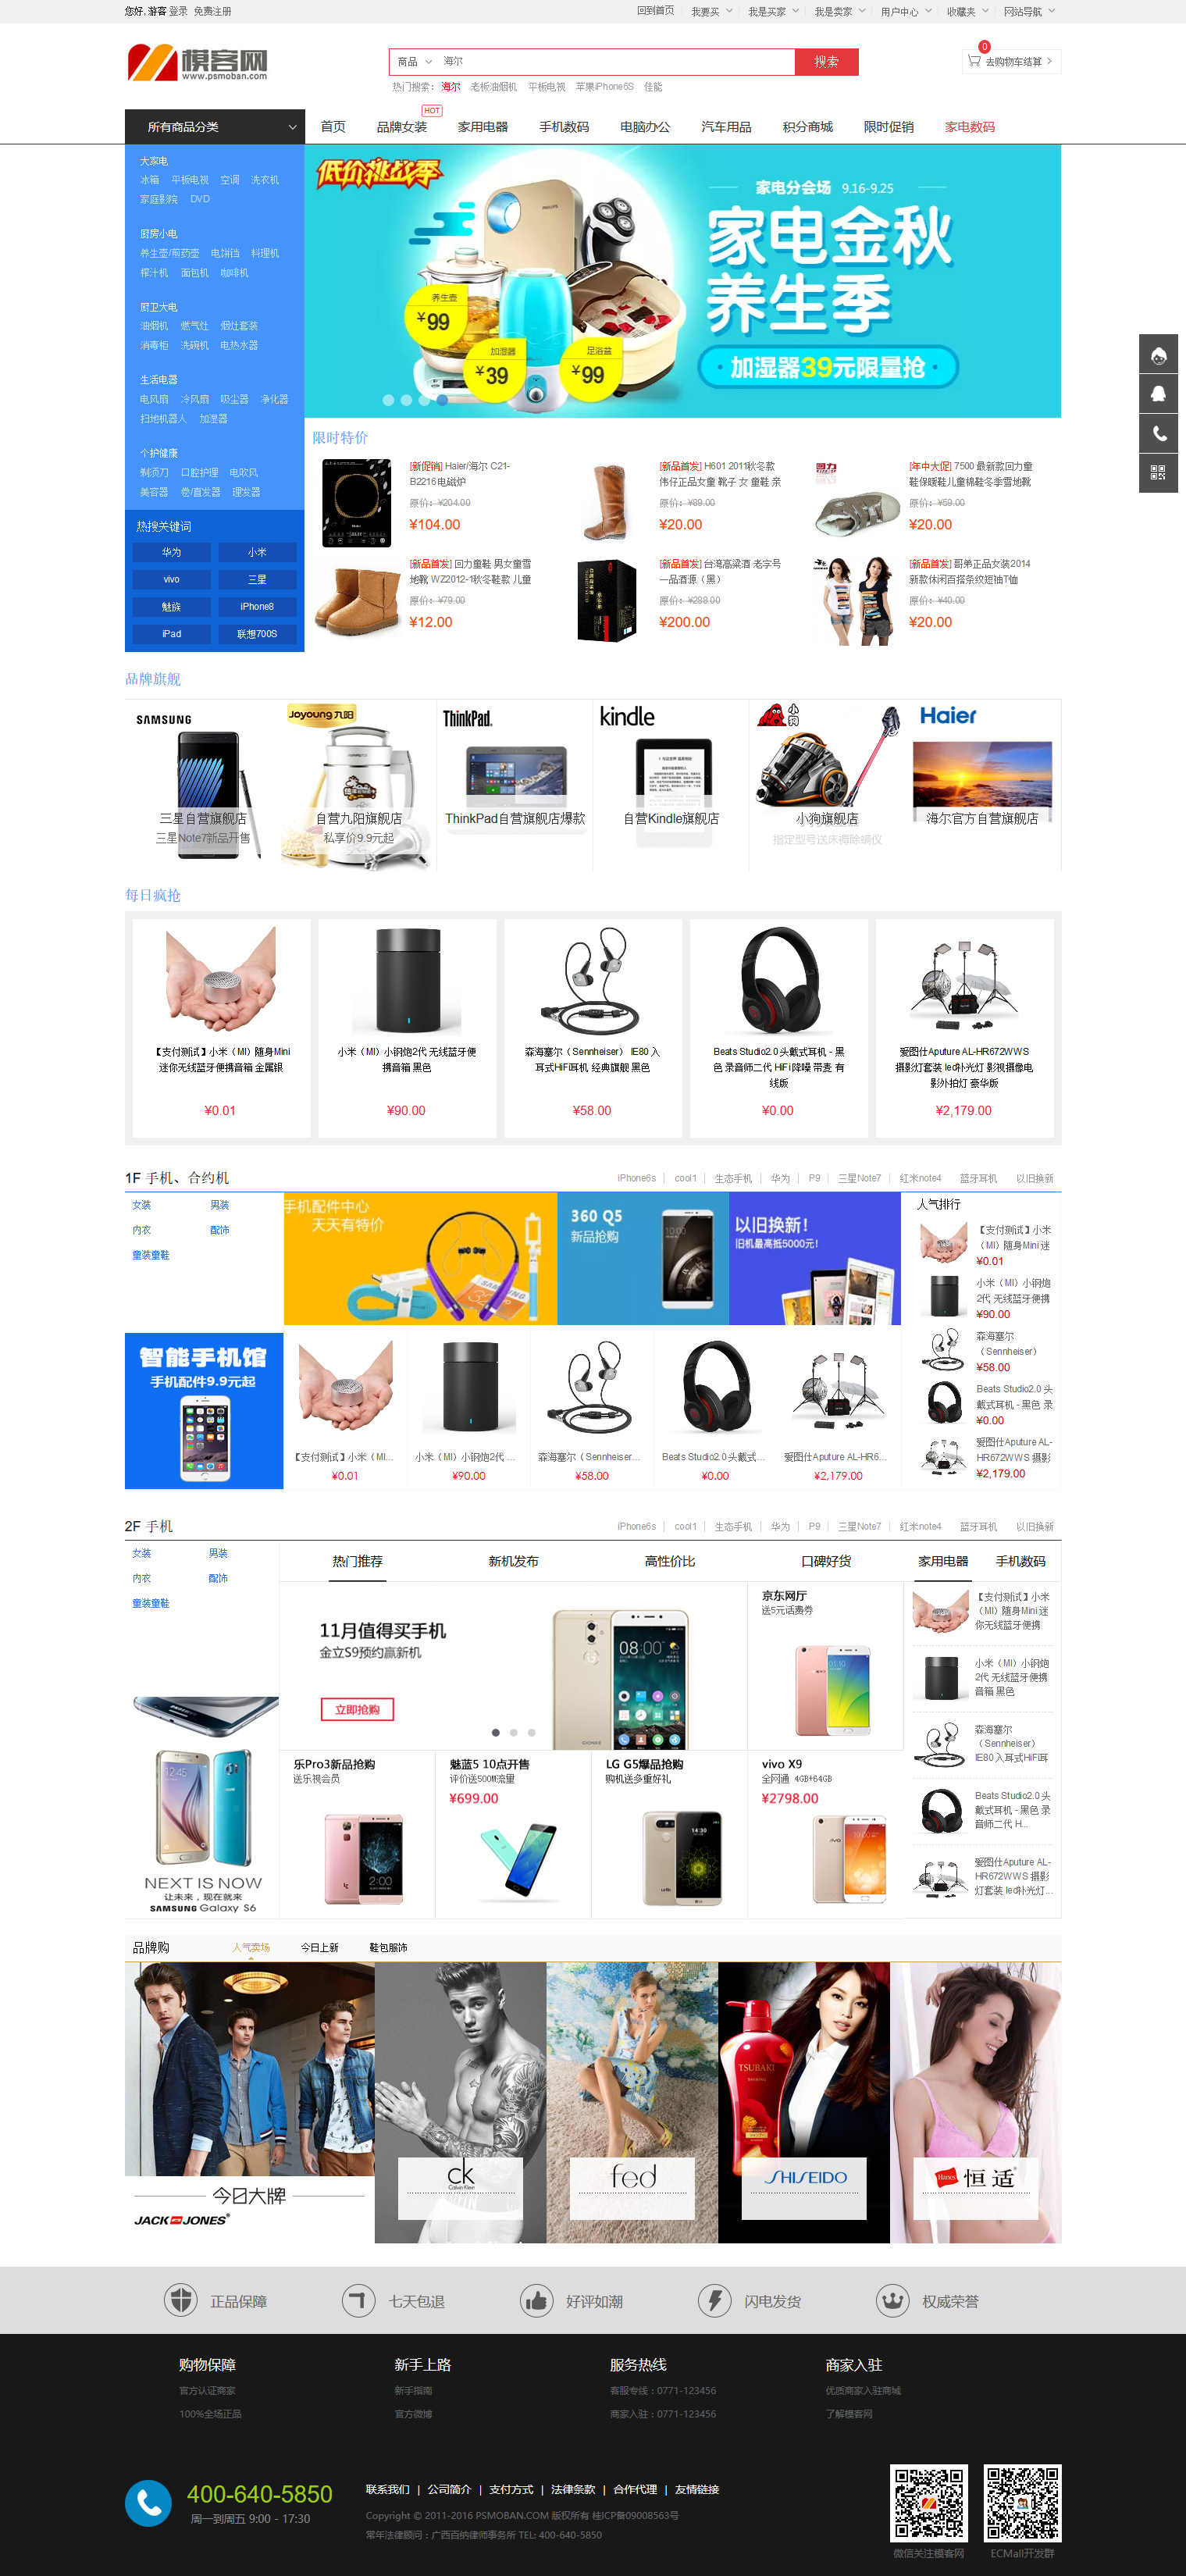 您好, 游客 登录 免费注册
回到首页 我要买 我是买家 我是卖家 用户中心 收藏夹 网站导航
模客网
www.psmoban.com
商品 海尔 搜索
0
去购物车结算
热门搜索: 海尔 老板油烟机 平板电视 苹果iPhone6S 佳能
HOT
所有商品分类 首页 品牌女装 家用电器 手机数码 电脑办公 汽车用品 积分商城 限时促销 家电数码
大家电
冰箱 平板电视 空调 洗衣机
家庭影院 DVD
厨房小电
养生壶/煎药壶 电饼铛 料理机
榨汁机 面包机 咖啡机
厨卫大电
油烟机 燃气灶 烟灶套装
消毒柜 洗碗机 电热水器
生活电器
电风扇 冷风扇 吸尘器 净化器
扫地机器人 加湿器
个护健康
剃须刀 口腔护理 电吹风
美容器 卷/直发器 理发器
热搜关键词
华为 小米
vivo 三星
魅族 iPhone8
iPad 联想700S
低价挑战季
PHILIPS
家电分会场 9.16-9.25
家电金秋
养生季
加湿器39元限量抢
养生壶
¥99
加湿器
¥39
足浴盆
¥99
限时特价
[新促销] Haier/海尔 C21-
B2216电磁炉
原价: ¥204.00
¥104.00
[新品首发] H601 2011秋冬款
伟仔正品女童 靴子 女 童鞋 亲
原价: ¥89.00
¥20.00
回力
[年中大促] 7500 最新款回力童
鞋保暖鞋儿童棉鞋冬季雪地靴
原价: ¥59.00
¥20.00
[新品首发] 回力童鞋 男女童雪
地靴 WZ2012-1秋冬鞋款 儿童
原价: ¥79.00
¥12.00
[新品首发] 台湾高粱酒 老字号
一品酒源（黑）
原价: ¥288.00
¥200.00
[新品首发] 哥弟正品女装2014
新款休闲百搭条纹短袖T恤
原价: ¥40.00
¥20.00
品牌旗舰
SAMSUNG
三星自营旗舰店
三星Note7新品开售
Joyoung九阳
自营九阳旗舰店
私享价9.9元起
ThinkPad
ThinkPad自营旗舰店爆款
kindle
自营Kindle旗舰店
小狗
小狗旗舰店
指定型号送床褥除螨仪
Haier
海尔官方自营旗舰店
每日疯抢
【支付测试】小米（MI）随身Mini
迷你无线蓝牙便携音箱 金属银
¥0.01
小米（MI）小钢炮2代 无线蓝牙便
携音箱 黑色
¥90.00
森海塞尔（Sennheiser） IE80 入
耳式HiFi耳机 经典旗舰 黑色
¥58.00
Beats Studio2.0 头戴式耳机 - 黑
色 录音师二代 HiFi 降噪 带麦 有
线版
¥0.00
爱图仕Aputure AL-HR672WWS
摄影灯套装 led补光灯 影视摄像电
影外拍灯 豪华版
¥2,179.00
1F 手机、合约机
iPhone6s cool1 生态手机 华为 P9 三星Note7 红米note4 蓝牙耳机 以旧换新
女装 男装
内衣 配饰
童装童鞋
智能手机馆
手机配件9.9元起
手机配件中心
天天有特价
SAMSUNG
360 Q5
新品抢购
以旧换新!
旧机最高抵5000元!
【支付测试】小米（MI...
¥0.01
小米（MI）小钢炮2代 ...
¥90.00
森海塞尔（Sennheiser...
¥58.00
Beats Studio2.0 头戴式...
¥0.00
爱图仕Aputure AL-HR6...
¥2,179.00
人气排行
【支付测试】小米
（MI）随身Mini 迷
¥0.01
小米（MI）小钢炮
2代 无线蓝牙便携
¥90.00
森海塞尔
（Sennheiser）
¥58.00
Beats Studio2.0 头
戴式耳机 - 黑色 录
¥0.00
爱图仕Aputure AL-
HR672WWS 摄影
¥2,179.00
2F 手机
iPhone6s cool1 生态手机 华为 P9 三星Note7 红米note4 蓝牙耳机 以旧换新
女装 男装
内衣 配饰
童装童鞋
NEXT IS NOW
让未来，现在就来
SAMSUNG Galaxy S6
热门推荐 新机发布 高性价比 口碑好货
11月值得买手机
金立S9预约赢新机
立即抢购
08:00
京东网厅
送5元话费劵
乐Pro3新品抢购
送乐视会员
2:00
魅蓝5 10点开售
评价送500M流量
¥699.00
LG G5爆品抢购
购机送多重好礼
14:30
vivo X9
全网通 4GB+64GB
¥2798.00
家用电器 手机数码
【支付测试】小米
（MI）随身Mini 迷
你无线蓝牙便携
小米（MI）小钢炮
2代 无线蓝牙便携
音箱 黑色
森海塞尔
（Sennheiser）
IE80 入耳式HiFi耳
Beats Studio2.0 头
戴式耳机 - 黑色 录
音师二代 H...
爱图仕Aputure AL-
HR672WWS 摄影
灯套装 led补光灯...
品牌购 人气卖场 今日上新 鞋包服饰
今日大牌
JACK JONES
ck
Calvin Klein
fed
TSUBAKI
SHISEIDO
Hanes 恒适
正品保障 七天包退 好评如潮 闪电发货 权威荣誉
购物保障
官方认证商家
100%全场正品
新手上路
新手指南
官方微博
服务热线
客服专线：0771-123456
商家入驻：0771-123456
商家入驻
优质商家入驻商城
了解模客网
400-640-5850
周一到周五 9:00 - 17:30
联系我们 | 公司简介 | 支付方式 | 法律条款 | 合作代理 | 友情链接
Copyright © 2011-2016 PSMOBAN.COM 版权所有 桂ICP备09008563号
常年法律顾问：广西百纳律师事务所 TEL: 400-640-5850
微信关注模客网
ECMall开发群